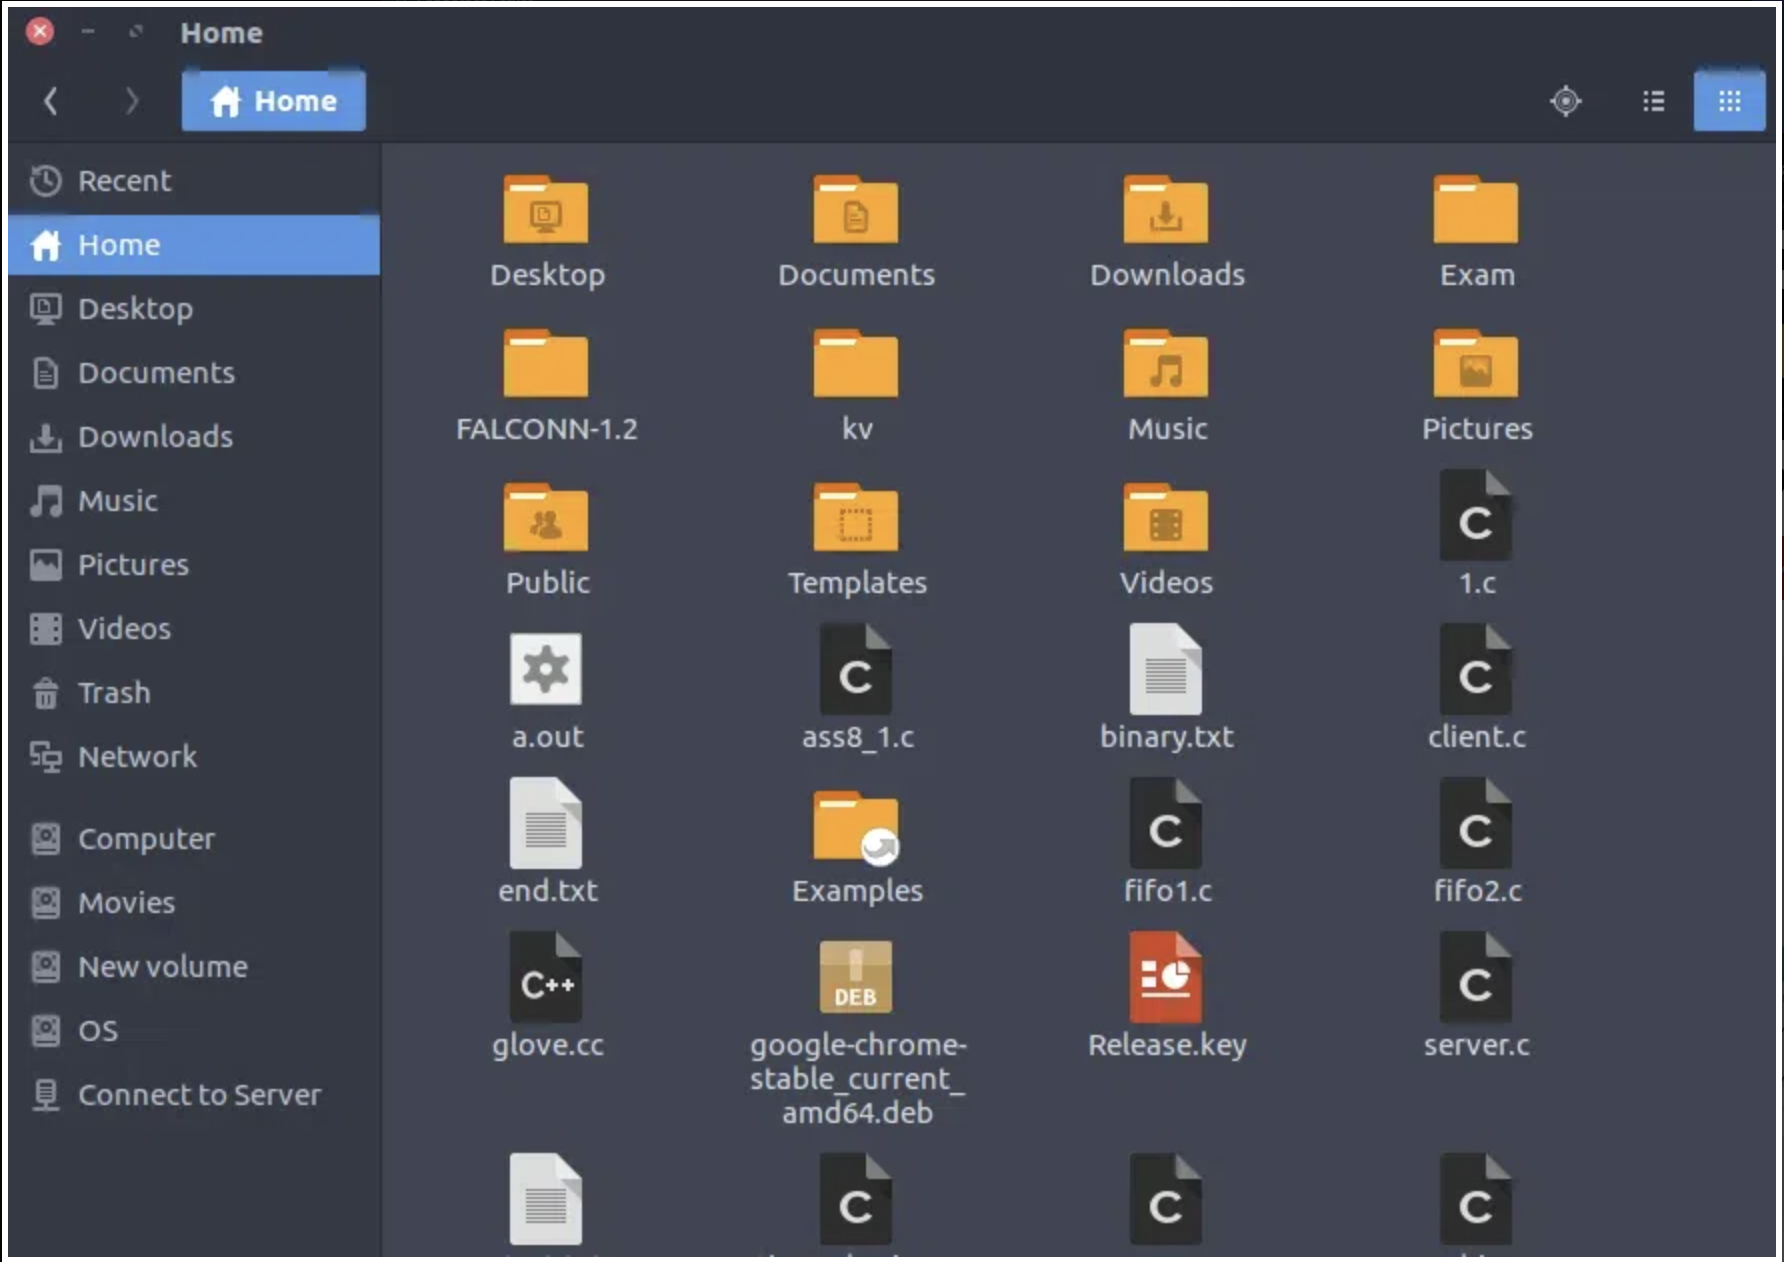 Home
Home
Recent
Home
Desktop
Documents
Downloads
Music
Pictures
Videos
Trash
Network
Computer
Movies
New volume
OS
Connect to Server
Desktop
Documents
Downloads
Exam
FALCONN-1.2
kv
Music
Pictures
Public
Templates
Videos
C
1.c
a.out
C
ass8_1.c
binary.txt
C
client.c
end.txt
Examples
C
fifo1.c
C
fifo2.c
C++
glove.cc
DEB
google-chrome-
stable_current_
amd64.deb
Release.key
C
server.c
C
C
C